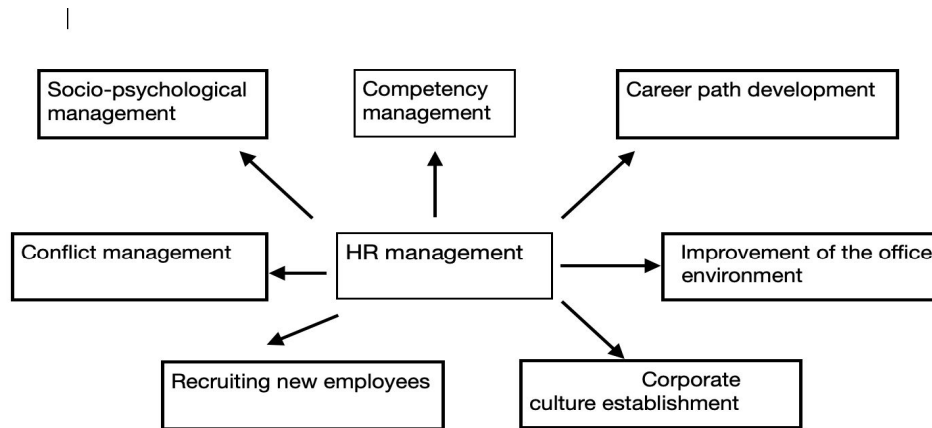 Socio-psychological
management
Competency
management
Career path development
Conflict management
HR management
Improvement of the office
environment
Recruiting new employees
Corporate
culture establishment